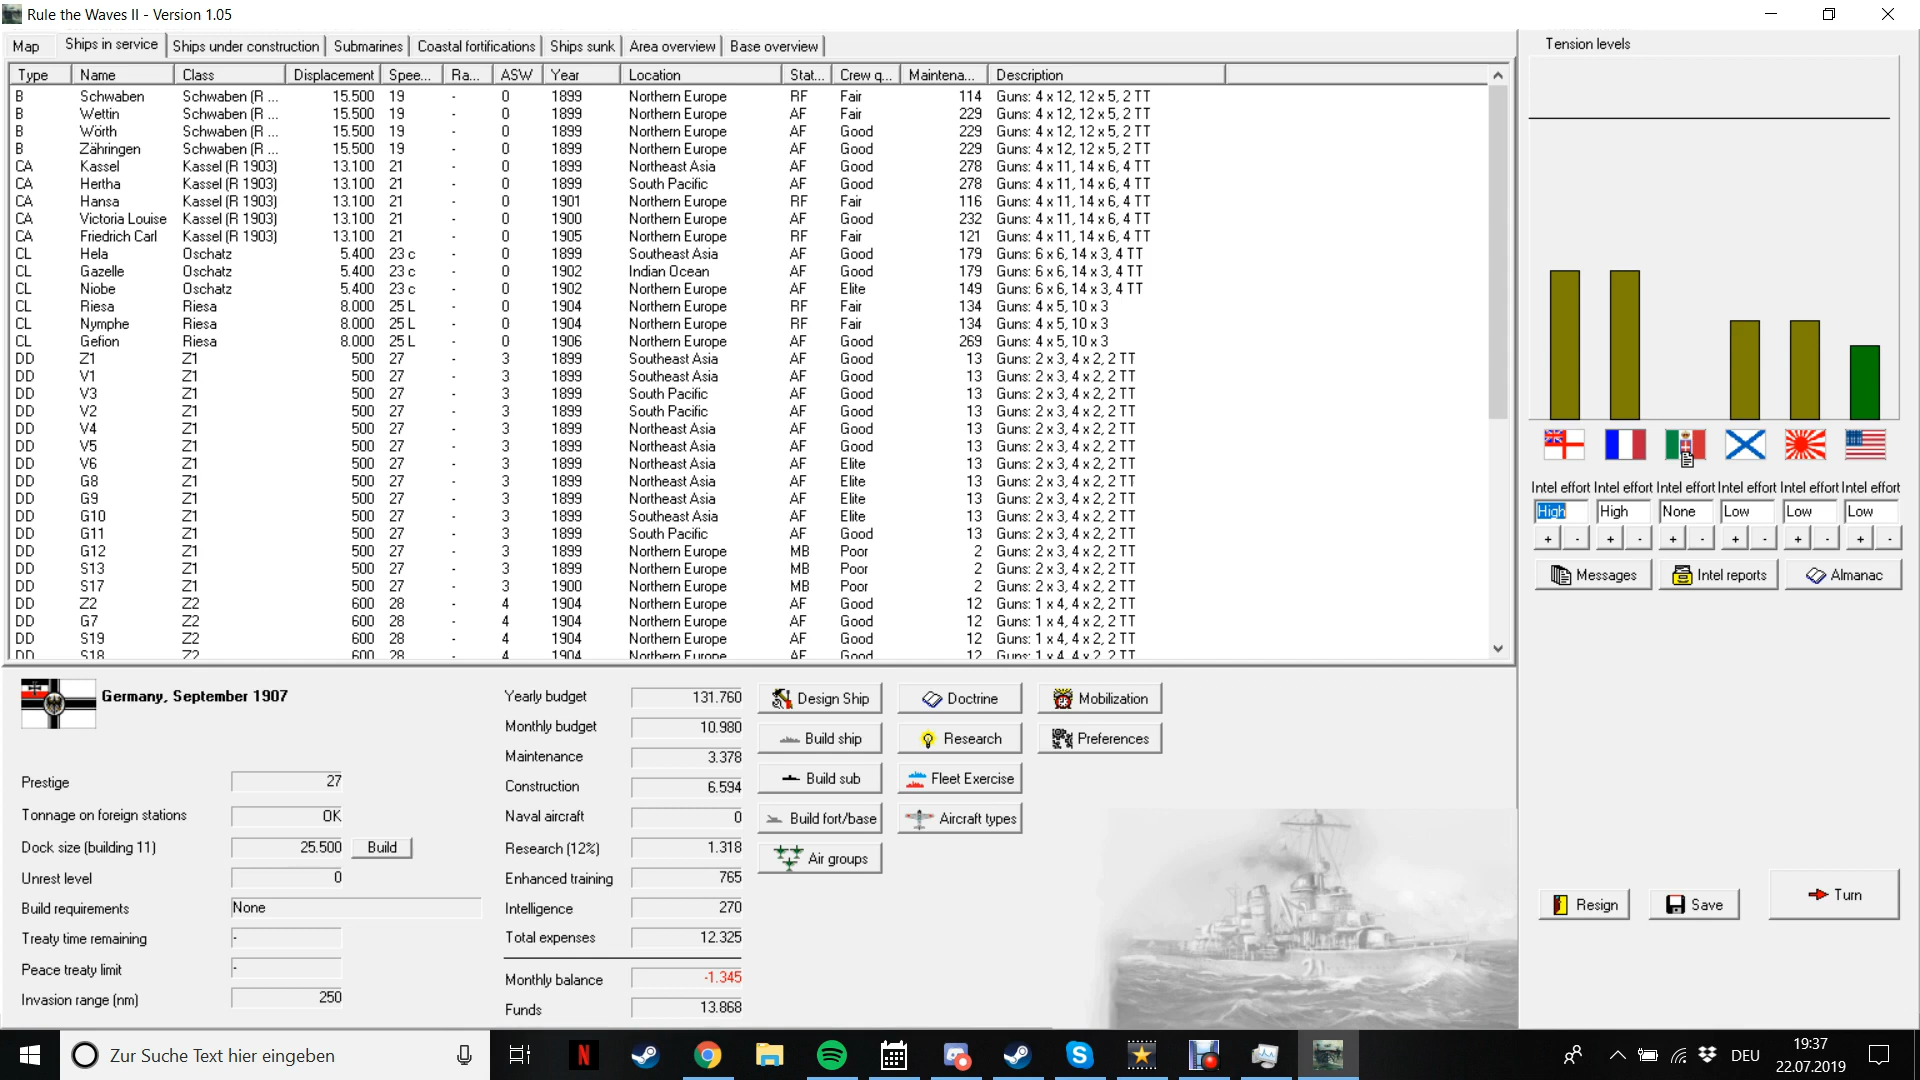 Rule the Waves II - Version 1.05
Map Ships in service Ships under construction Submarines Coastal fortifications Ships sunk Area overview Base overview
Type Name Class Displacement Spee... Ra... ASW Year Location Stat... Crew q... Maintena... Description
B Schwaben Schwaben (R ... 15.500 19 - 0 1899 Northern Europe RF Fair 114 Guns: 4 x 12, 12 x 5, 2 TT
B Wettin Schwaben (R ... 15.500 19 - 0 1899 Northern Europe AF Fair 229 Guns: 4 x 12, 12 x 5, 2 TT
B Wörth Schwaben (R ... 15.500 19 - 0 1899 Northern Europe AF Good 229 Guns: 4 x 12, 12 x 5, 2 TT
B Zähringen Schwaben (R ... 15.500 19 - 0 1899 Northern Europe AF Good 229 Guns: 4 x 12, 12 x 5, 2 TT
CA Kassel Kassel (R 1903) 13.100 21 - 0 1899 Northeast Asia AF Good 278 Guns: 4 x 11, 14 x 6, 4 TT
CA Hertha Kassel (R 1903) 13.100 21 - 0 1899 South Pacific AF Good 278 Guns: 4 x 11, 14 x 6, 4 TT
CA Hansa Kassel (R 1903) 13.100 21 - 0 1901 Northern Europe RF Fair 116 Guns: 4 x 11, 14 x 6, 4 TT
CA Victoria Louise Kassel (R 1903) 13.100 21 - 0 1900 Northern Europe AF Good 232 Guns: 4 x 11, 14 x 6, 4 TT
CA Friedrich Carl Kassel (R 1903) 13.100 21 - 0 1905 Northern Europe RF Fair 121 Guns: 4 x 11, 14 x 6, 4 TT
CL Hela Oschatz 5.400 23 c - 0 1899 Southeast Asia AF Good 179 Guns: 6 x 6, 14 x 3, 4 TT
CL Gazelle Oschatz 5.400 23 c - 0 1902 Indian Ocean AF Good 179 Guns: 6 x 6, 14 x 3, 4 TT
CL Niobe Oschatz 5.400 23 c - 0 1902 Northern Europe AF Elite 149 Guns: 6 x 6, 14 x 3, 4 TT
CL Riesa Riesa 8.000 25 L - 0 1904 Northern Europe RF Fair 134 Guns: 4 x 5, 10 x 3
CL Nymphe Riesa 8.000 25 L - 0 1904 Northern Europe RF Fair 134 Guns: 4 x 5, 10 x 3
CL Gefion Riesa 8.000 25 L - 0 1906 Northern Europe AF Good 269 Guns: 4 x 5, 10 x 3
DD Z1 Z1 500 27 - 3 1899 Southeast Asia AF Good 13 Guns: 2 x 3, 4 x 2, 2 TT
DD V1 Z1 500 27 - 3 1899 Southeast Asia AF Good 13 Guns: 2 x 3, 4 x 2, 2 TT
DD V3 Z1 500 27 - 3 1899 South Pacific AF Good 13 Guns: 2 x 3, 4 x 2, 2 TT
DD V2 Z1 500 27 - 3 1899 South Pacific AF Good 13 Guns: 2 x 3, 4 x 2, 2 TT
DD V4 Z1 500 27 - 3 1899 Northeast Asia AF Good 13 Guns: 2 x 3, 4 x 2, 2 TT
DD V5 Z1 500 27 - 3 1899 Northeast Asia AF Good 13 Guns: 2 x 3, 4 x 2, 2 TT
DD V6 Z1 500 27 - 3 1899 Northeast Asia AF Elite 13 Guns: 2 x 3, 4 x 2, 2 TT
DD G8 Z1 500 27 - 3 1899 Northeast Asia AF Elite 13 Guns: 2 x 3, 4 x 2, 2 TT
DD G9 Z1 500 27 - 3 1899 Northeast Asia AF Elite 13 Guns: 2 x 3, 4 x 2, 2 TT
DD G10 Z1 500 27 - 3 1899 Southeast Asia AF Elite 13 Guns: 2 x 3, 4 x 2, 2 TT
DD G11 Z1 500 27 - 3 1899 South Pacific AF Good 13 Guns: 2 x 3, 4 x 2, 2 TT
DD G12 Z1 500 27 - 3 1899 Northern Europe MB Poor 2 Guns: 2 x 3, 4 x 2, 2 TT
DD S13 Z1 500 27 - 3 1899 Northern Europe MB Poor 2 Guns: 2 x 3, 4 x 2, 2 TT
DD S17 Z1 500 27 - 3 1900 Northern Europe MB Poor 2 Guns: 2 x 3, 4 x 2, 2 TT
DD Z2 Z2 600 28 - 4 1904 Northern Europe AF Good 12 Guns: 1 x 4, 4 x 2, 2 TT
DD G7 Z2 600 28 - 4 1904 Northern Europe AF Good 12 Guns: 1 x 4, 4 x 2, 2 TT
DD S19 Z2 600 28 - 4 1904 Northern Europe AF Good 12 Guns: 1 x 4, 4 x 2, 2 TT
DD S18 Z2 600 28 - 4 1904 Northern Europe AF Good 12 Guns: 1 x 4, 4 x 2, 2 TT
Tension levels
Intel effort Intel effort Intel effort Intel effort Intel effort Intel effort
High High None Low Low Low
+ - + - + - + - + - + -
Messages Intel reports Almanac
Germany, September 1907
Prestige 27
Tonnage on foreign stations OK
Dock size (building 11) 25.500 Build
Unrest level 0
Build requirements None
Treaty time remaining -
Peace treaty limit -
Invasion range (nm) 250
Yearly budget 131.760
Monthly budget 10.980
Maintenance 3.378
Construction 6.594
Naval aircraft 0
Research (12%) 1.318
Enhanced training 765
Intelligence 270
Total expenses 12.325
Monthly balance -1.345
Funds 13.868
Design Ship Doctrine Mobilization
Build ship Research Preferences
Build sub Fleet Exercise
Build fort/base Aircraft types
Air groups
Resign Save Turn
Zur Suche Text hier eingeben
DEU
19:37
22.07.2019